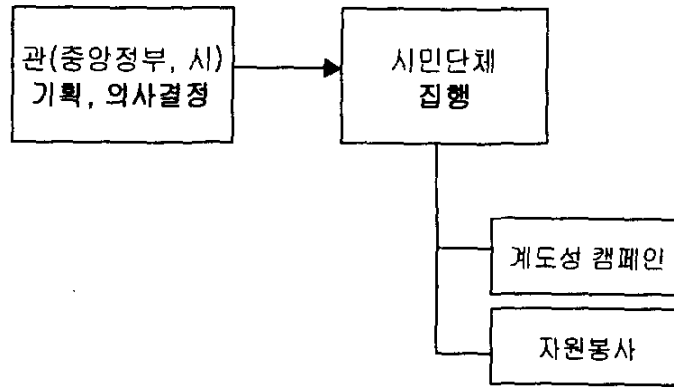 관(중앙정부, 시)
기획, 의사결정
시민단체
집행
계도성 캠페인
자원봉사